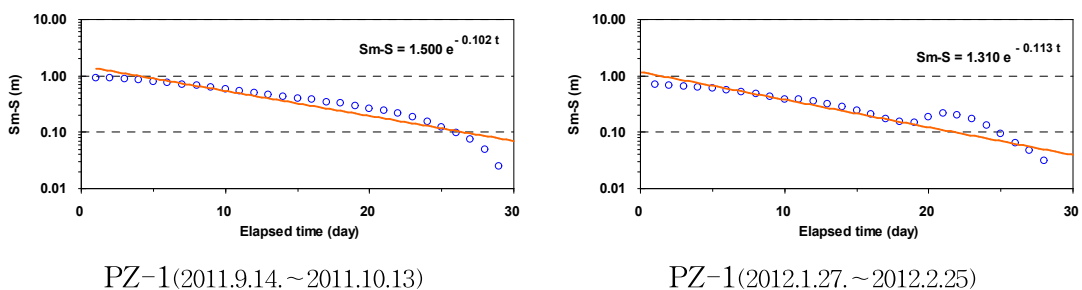 10.00
1.00
0.10
0.01
Sm-S (m)
Sm-S = 1.500 e - 0.102 t
0 10 20 30
Elapsed time (day)
PZ-1(2011.9.14.~2011.10.13)
10.00
1.00
0.10
0.01
Sm-S (m)
Sm-S = 1.310 e - 0.113 t
0 10 20 30
Elapsed time (day)
PZ-1(2012.1.27.~2012.2.25)